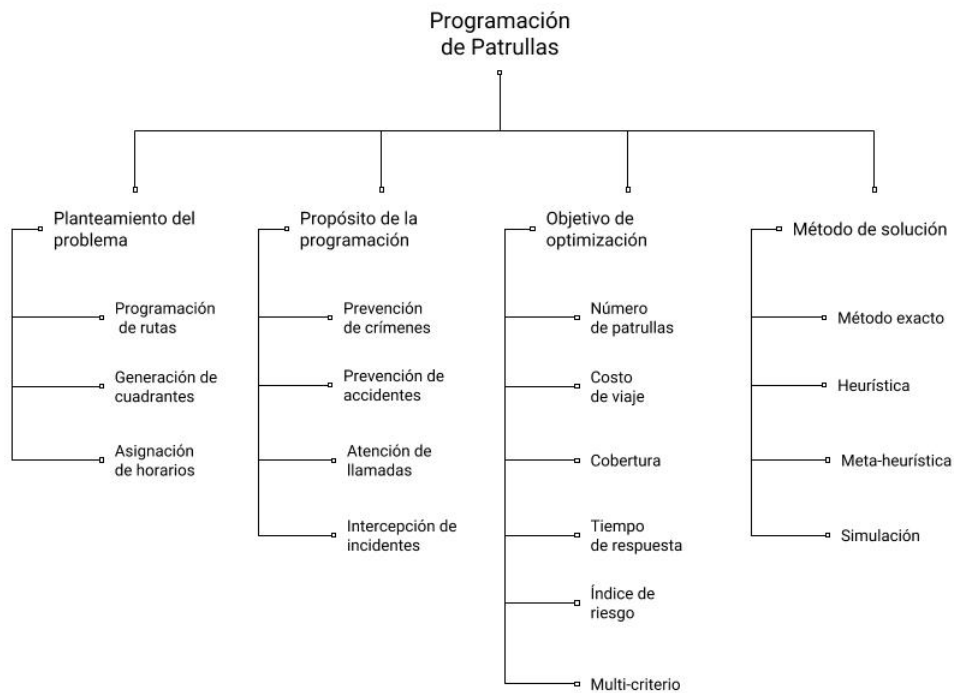 Programación
de Patrullas
Planteamiento del
problema
Programación
de rutas
Generación de
cuadrantes
Asignación
de horarios
Propósito de la
programación
Prevención
de crímenes
Prevención de
accidentes
Atención de
llamadas
Intercepción de
incidentes
Objetivo de
optimización
Número
de patrullas
Costo
de viaje
Cobertura
Tiempo
de respuesta
Índice de
riesgo
Multi-criterio
Método de solución
Método exacto
Heurística
Meta-heurística
Simulación